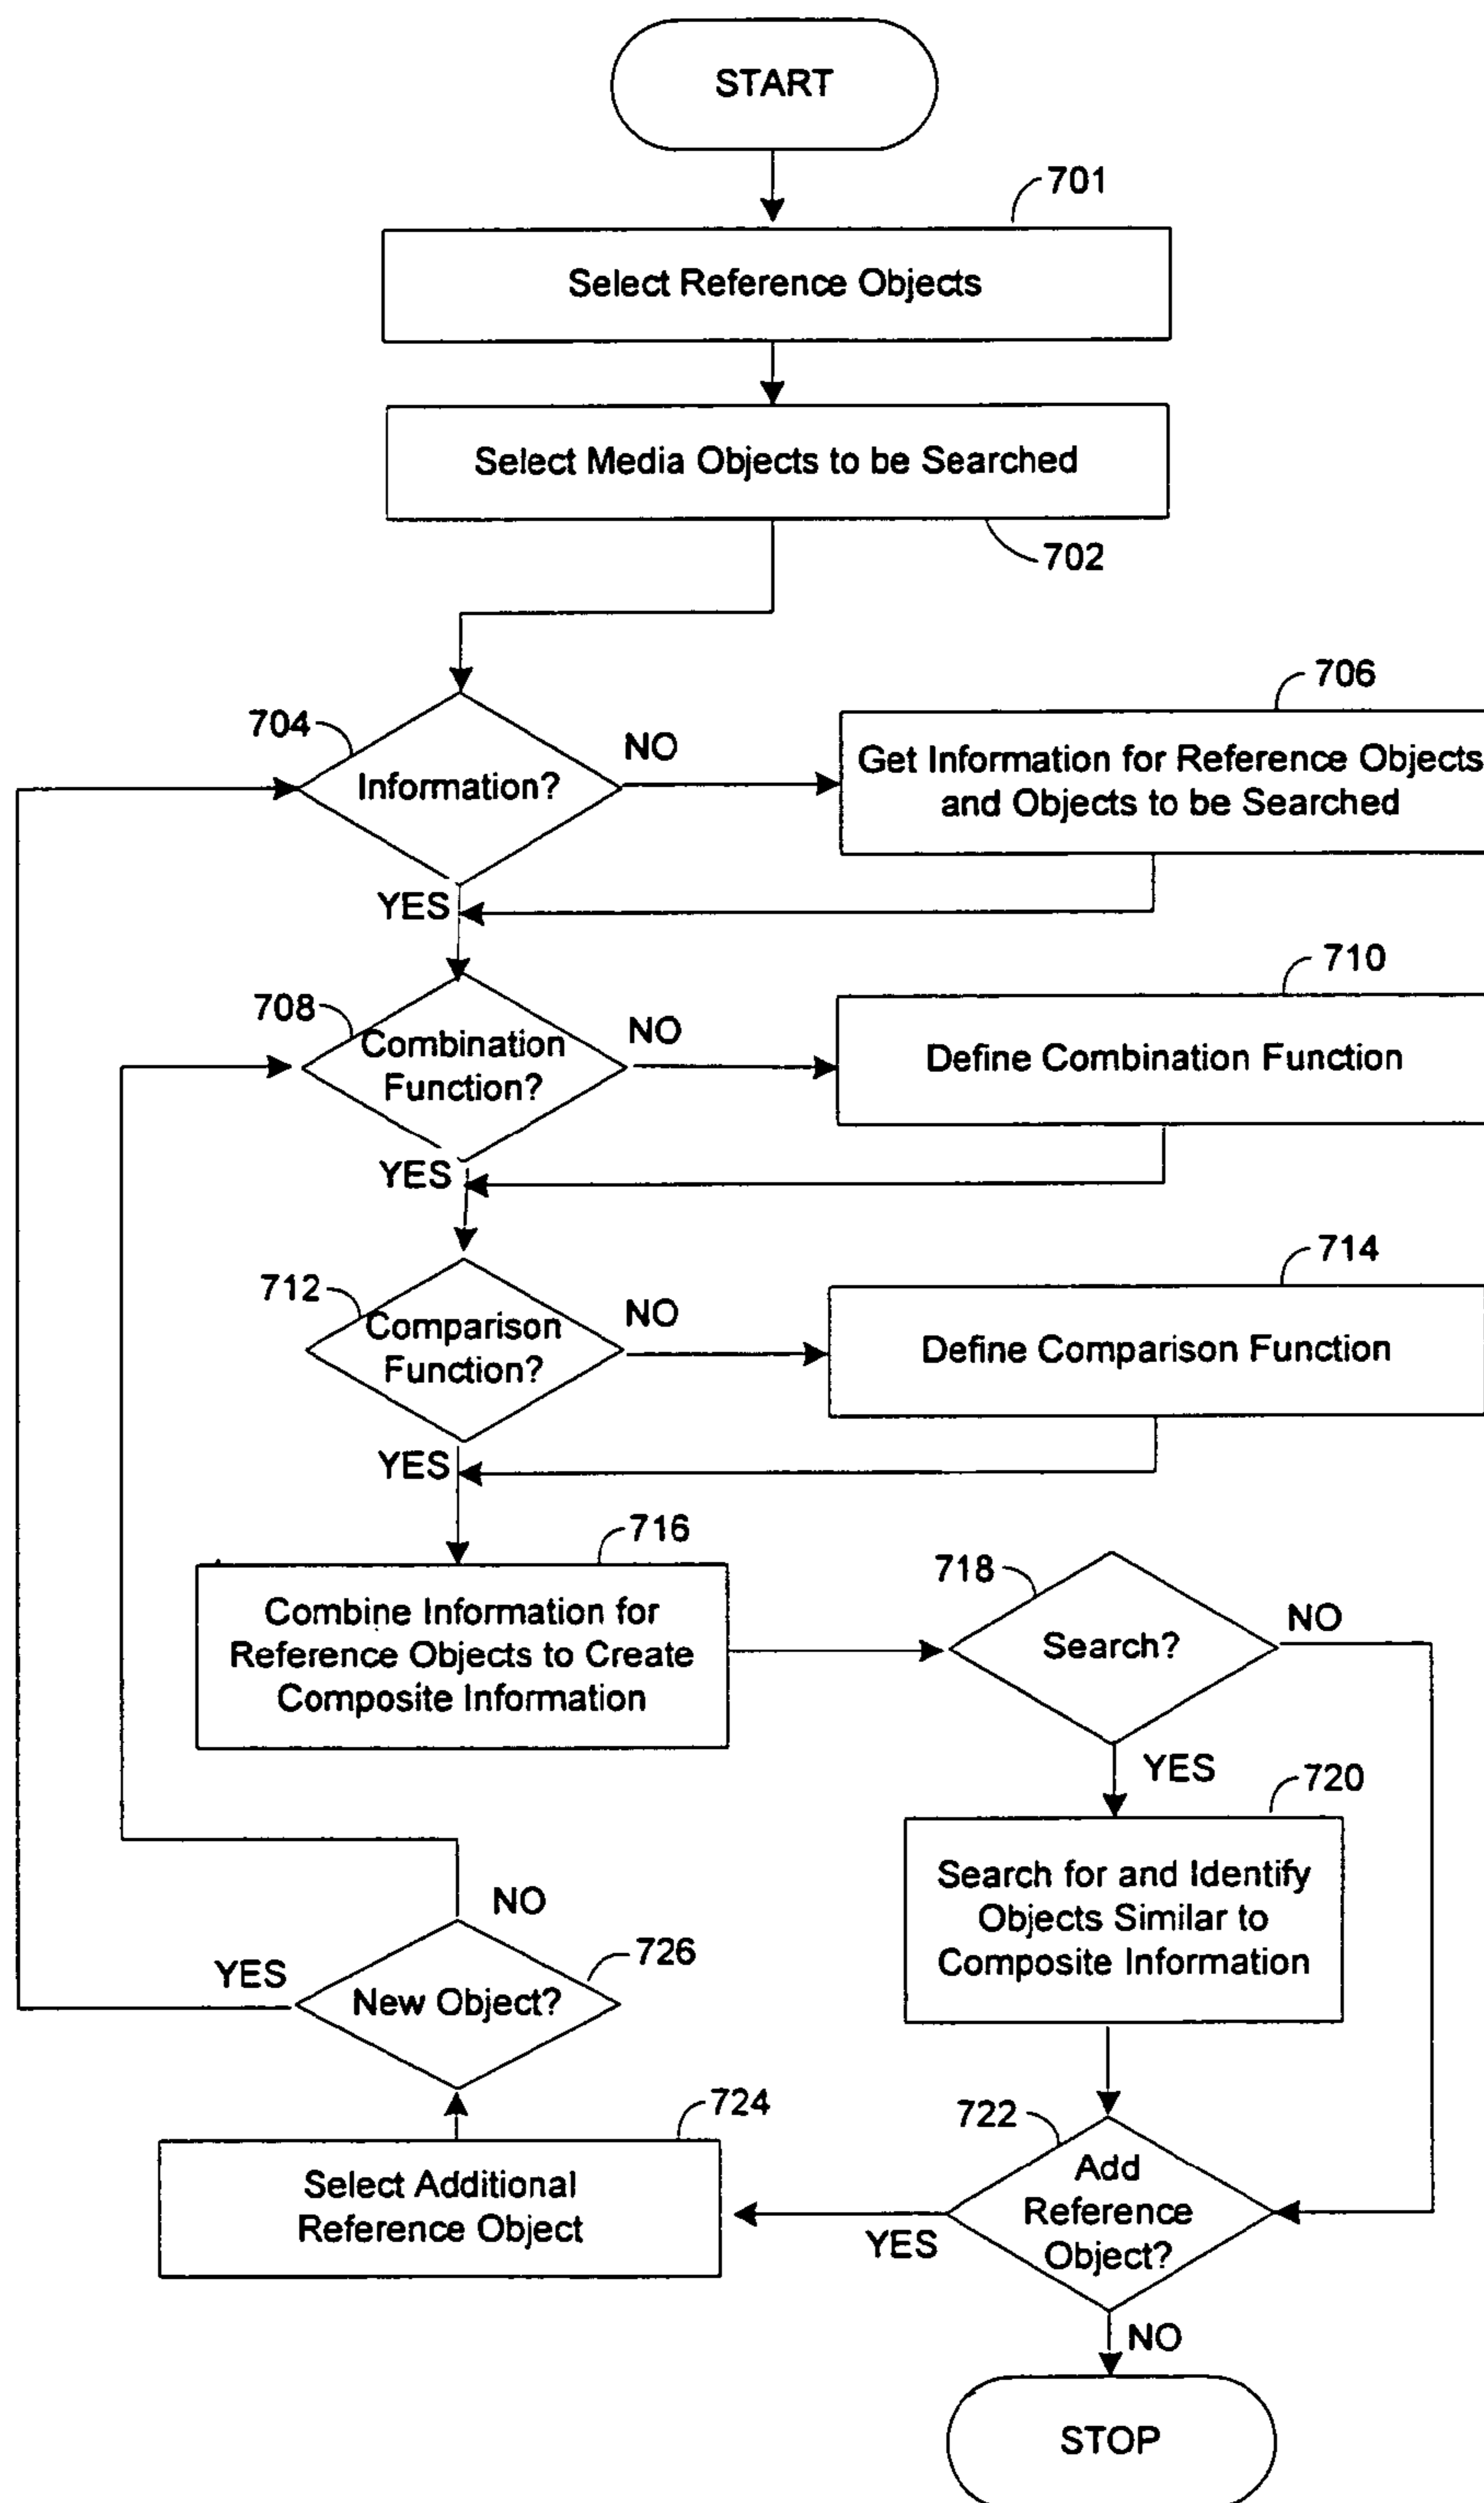 START
701
Select Reference Objects
Select Media Objects to be Searched
702
706
704
NO
Information?
Get Information for Reference Objects
and Objects to be Searched
YES
710
708
NO
Combination
Function?
Define Combination Function
YES
714
712
NO
Comparison
Function?
Define Comparison Function
YES
716
718
NO
Combine Information for
Reference Objects to Create
Composite Information
Search?
YES
720
Search for and Identify
Objects Similar to
Composite Information
NO
726
YES
New Object?
724
722
Select Additional
Reference Object
Add
Reference
Object?
YES
NO
STOP